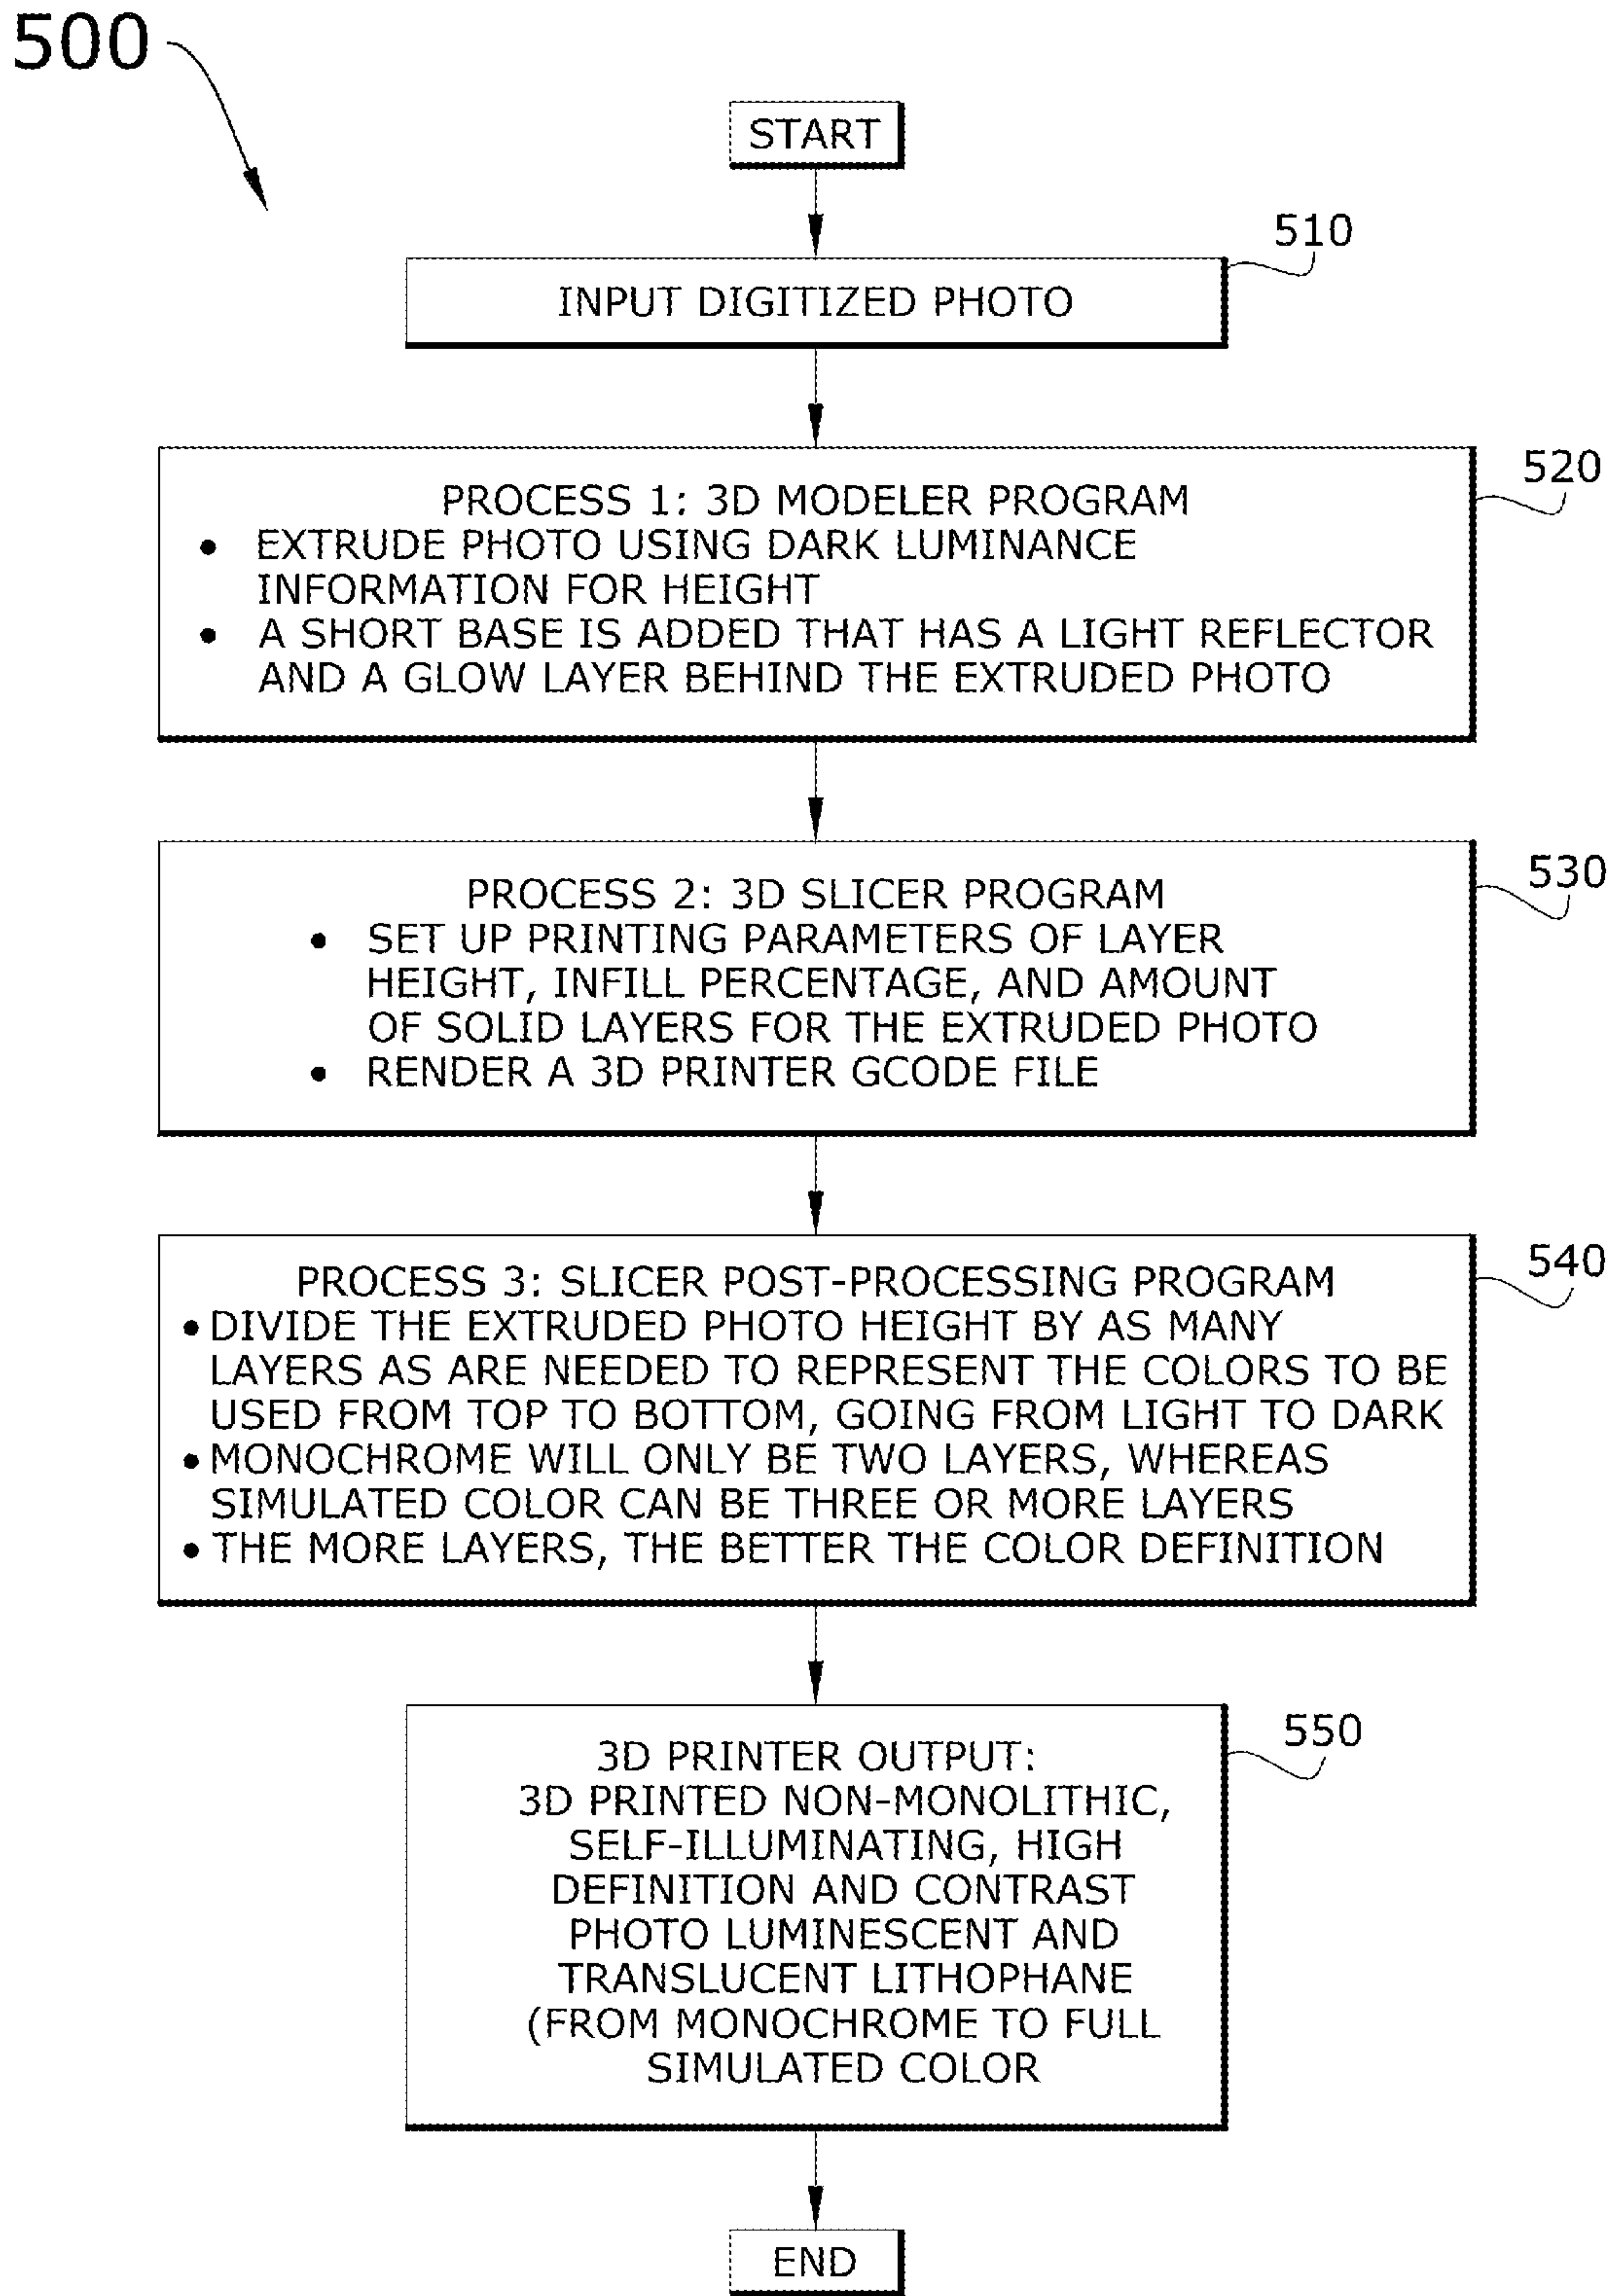 500
START
510
INPUT DIGITIZED PHOTO
520
PROCESS 1: 3D MODELER PROGRAM
• EXTRUDE PHOTO USING DARK LUMINANCE
INFORMATION FOR HEIGHT
• A SHORT BASE IS ADDED THAT HAS A LIGHT REFLECTOR
AND A GLOW LAYER BEHIND THE EXTRUDED PHOTO
530
PROCESS 2: 3D SLICER PROGRAM
• SET UP PRINTING PARAMETERS OF LAYER
HEIGHT, INFILL PERCENTAGE, AND AMOUNT
OF SOLID LAYERS FOR THE EXTRUDED PHOTO
• RENDER A 3D PRINTER GCODE FILE
540
PROCESS 3: SLICER POST-PROCESSING PROGRAM
• DIVIDE THE EXTRUDED PHOTO HEIGHT BY AS MANY
LAYERS AS ARE NEEDED TO REPRESENT THE COLORS TO BE
USED FROM TOP TO BOTTOM, GOING FROM LIGHT TO DARK
• MONOCHROME WILL ONLY BE TWO LAYERS, WHEREAS
SIMULATED COLOR CAN BE THREE OR MORE LAYERS
• THE MORE LAYERS, THE BETTER THE COLOR DEFINITION
550
3D PRINTER OUTPUT:
3D PRINTED NON-MONOLITHIC,
SELF-ILLUMINATING, HIGH
DEFINITION AND CONTRAST
PHOTO LUMINESCENT AND
TRANSLUCENT LITHOPHANE
(FROM MONOCHROME TO FULL
SIMULATED COLOR
END